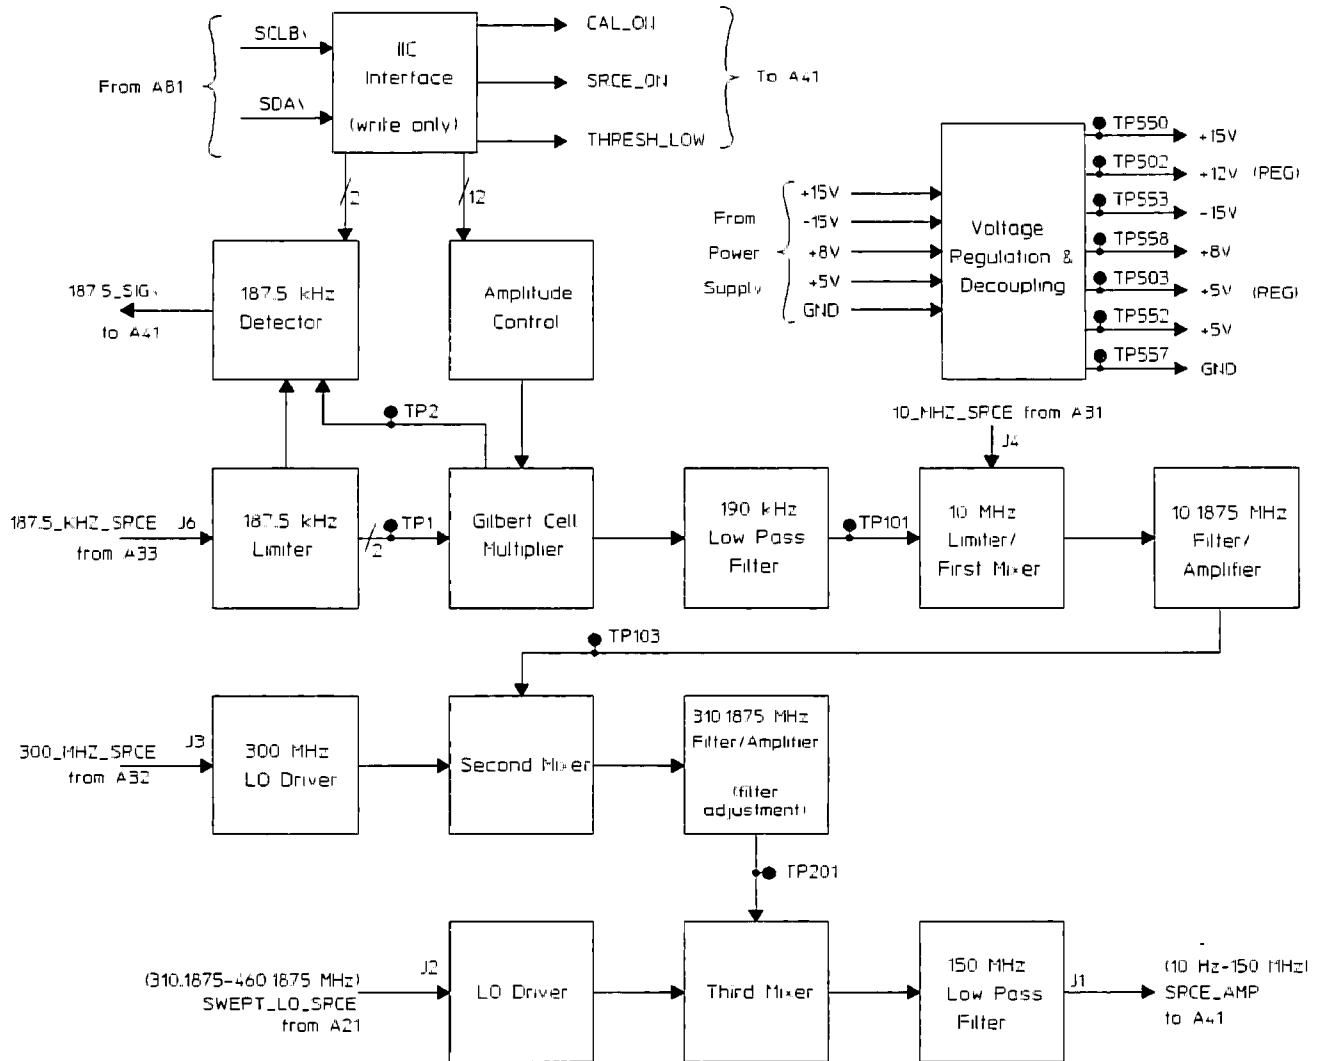 SCLB\
IIC
Interface
(write only)
CAL_ON
From A81
SRCE_ON
To A41
SDA\
THRESH_LOW
2
12
TP550
+15V
TP502
+12V (REG)
TP553
-15V
TP558
+8V
TP503
+5V (REG)
TP552
+5V
TP557
GND
From
Power
Supply
+15V
-15V
+8V
+5V
GND
Voltage
Regulation &
Decoupling
187.5_SIG\
to A41
187.5 kHz
Detector
Amplitude
Control
TP2
10_MHZ_SRCE from A31
J4
187.5_KHZ_SRCE
from A33
J6
187.5 kHz
Limiter
2
TP1
Gilbert Cell
Multiplier
190 kHz
Low Pass
Filter
TP101
10 MHz
Limiter/
First Mixer
10.1875 MHz
Filter/
Amplifier
TP103
300_MHZ_SRCE
from A32
J3
300 MHz
LO Driver
Second Mixer
310.1875 MHz
Filter/Amplifier
(filter
adjustment)
TP201
(310.1875-460.1875 MHz)
SWEPT_LO_SRCE
from A21
J2
LO Driver
Third Mixer
150 MHz
Low Pass
Filter
J1
(10 Hz-150 MHz)
SRCE_AMP
to A41